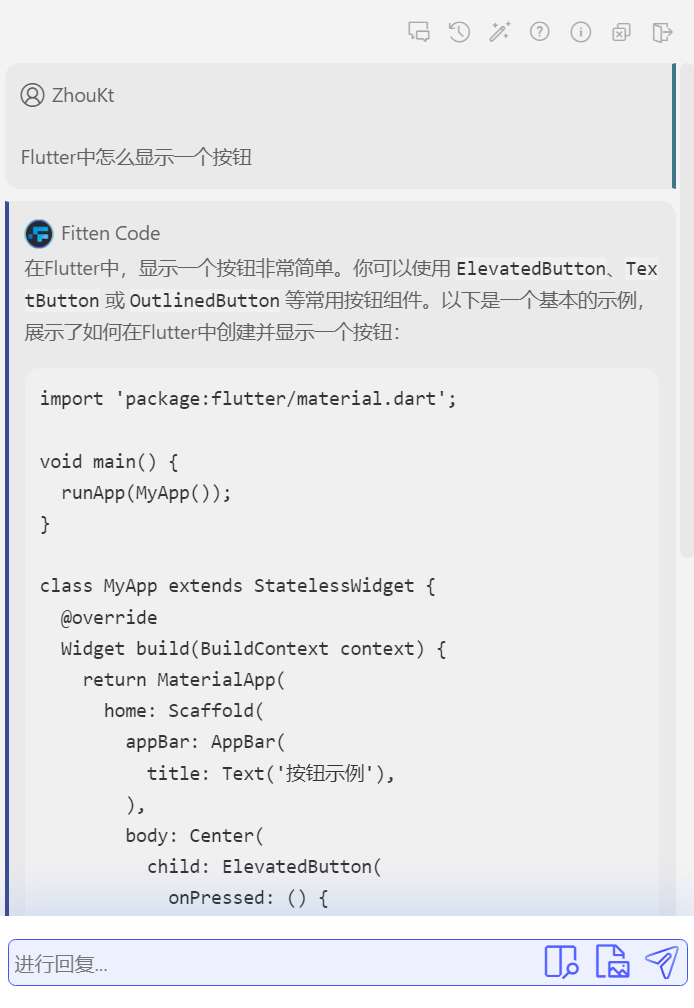 ZhouKt
Flutter中怎么显示一个按钮
Fitten Code
在Flutter中，显示一个按钮非常简单。你可以使用 ElevatedButton、Tex
tButton 或 OutlinedButton 等常用按钮组件。以下是一个基本的示例，
展示了如何在Flutter中创建并显示一个按钮：
import 'package:flutter/material.dart';
void main() {
  runApp(MyApp());
}
class MyApp extends StatelessWidget {
  @override
  Widget build(BuildContext context) {
    return MaterialApp(
      home: Scaffold(
        appBar: AppBar(
          title: Text('按钮示例'),
        ),
        body: Center(
          child: ElevatedButton(
            onPressed: () {
进行回复...